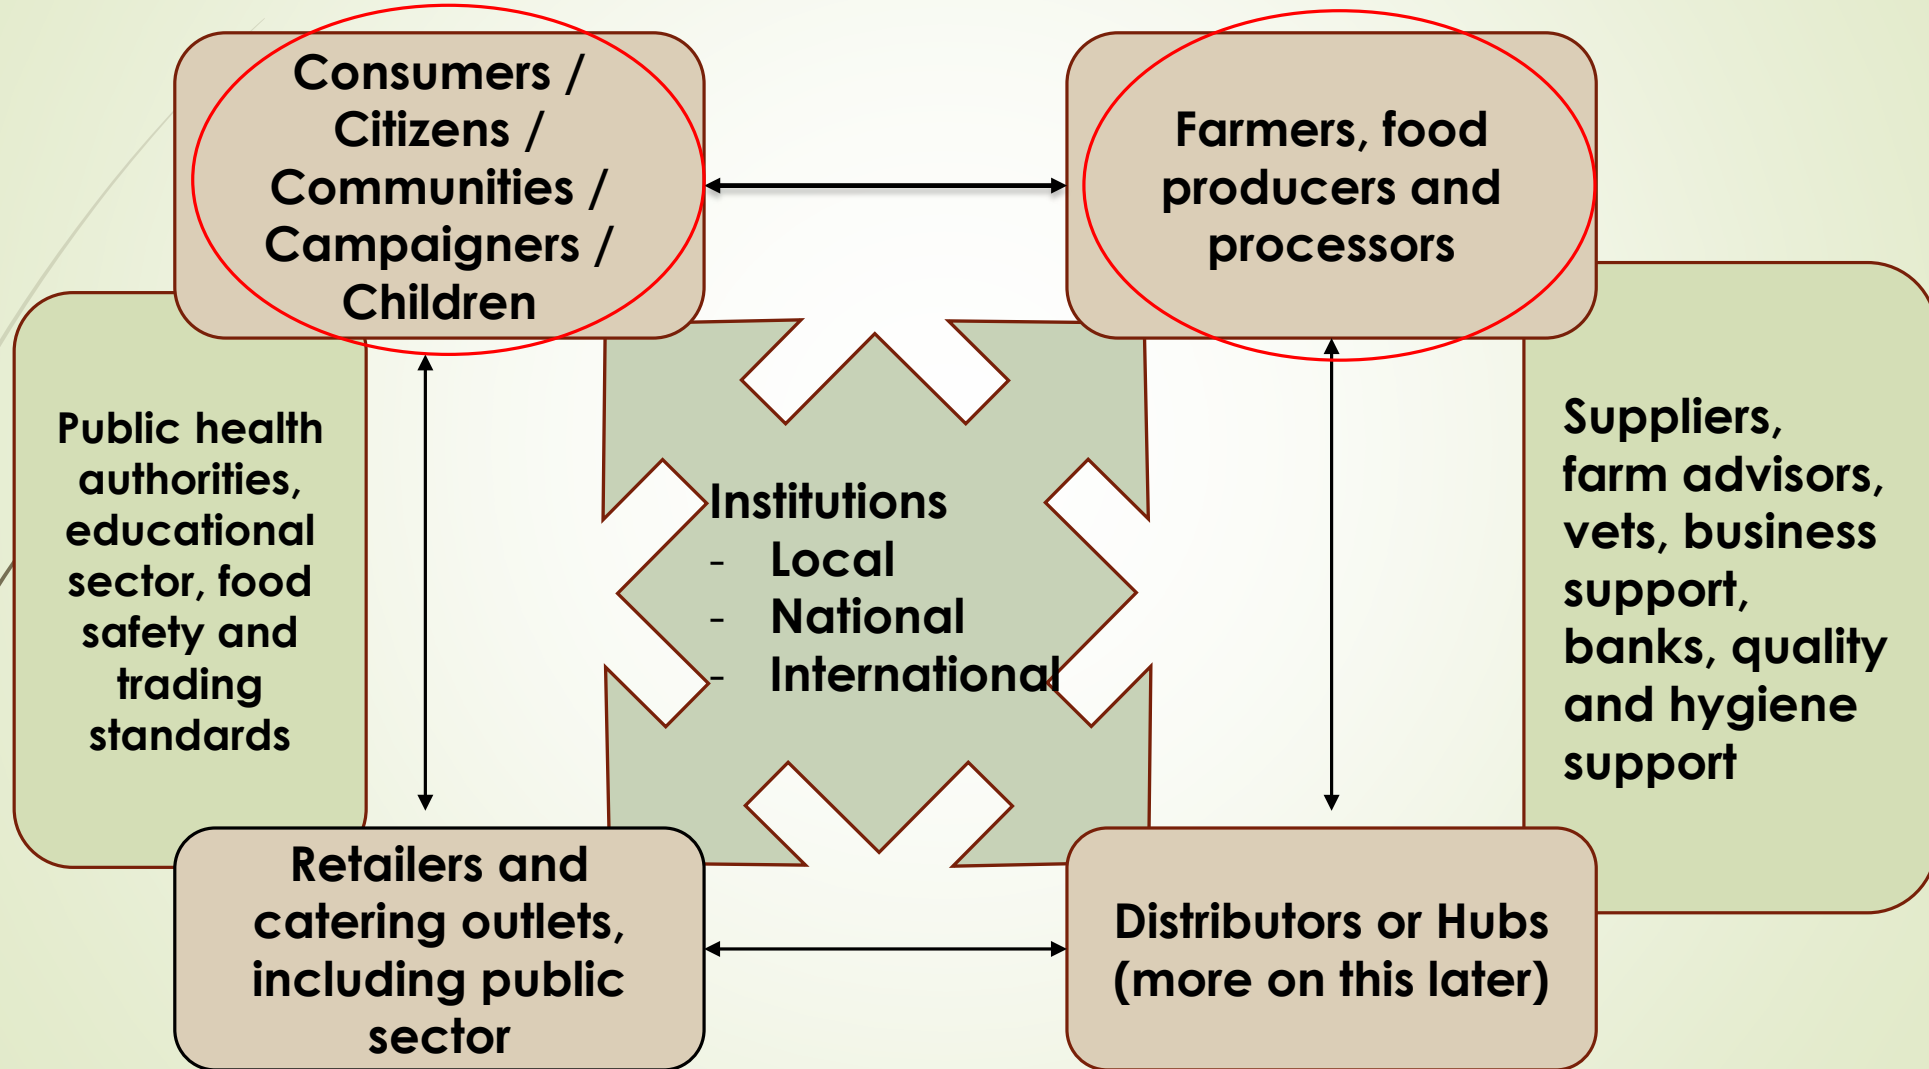 Consumers /
Citizens /
Communities /
Campaigners /
Children
Farmers, food
producers and
processors
Public health
authorities,
educational
sector, food
safety and
trading
standards
Institutions
- Local
- National
- International
Suppliers,
farm advisors,
vets, business
support,
banks, quality
and hygiene
support
Retailers and
catering outlets,
including public
sector
Distributors or Hubs
(more on this later)